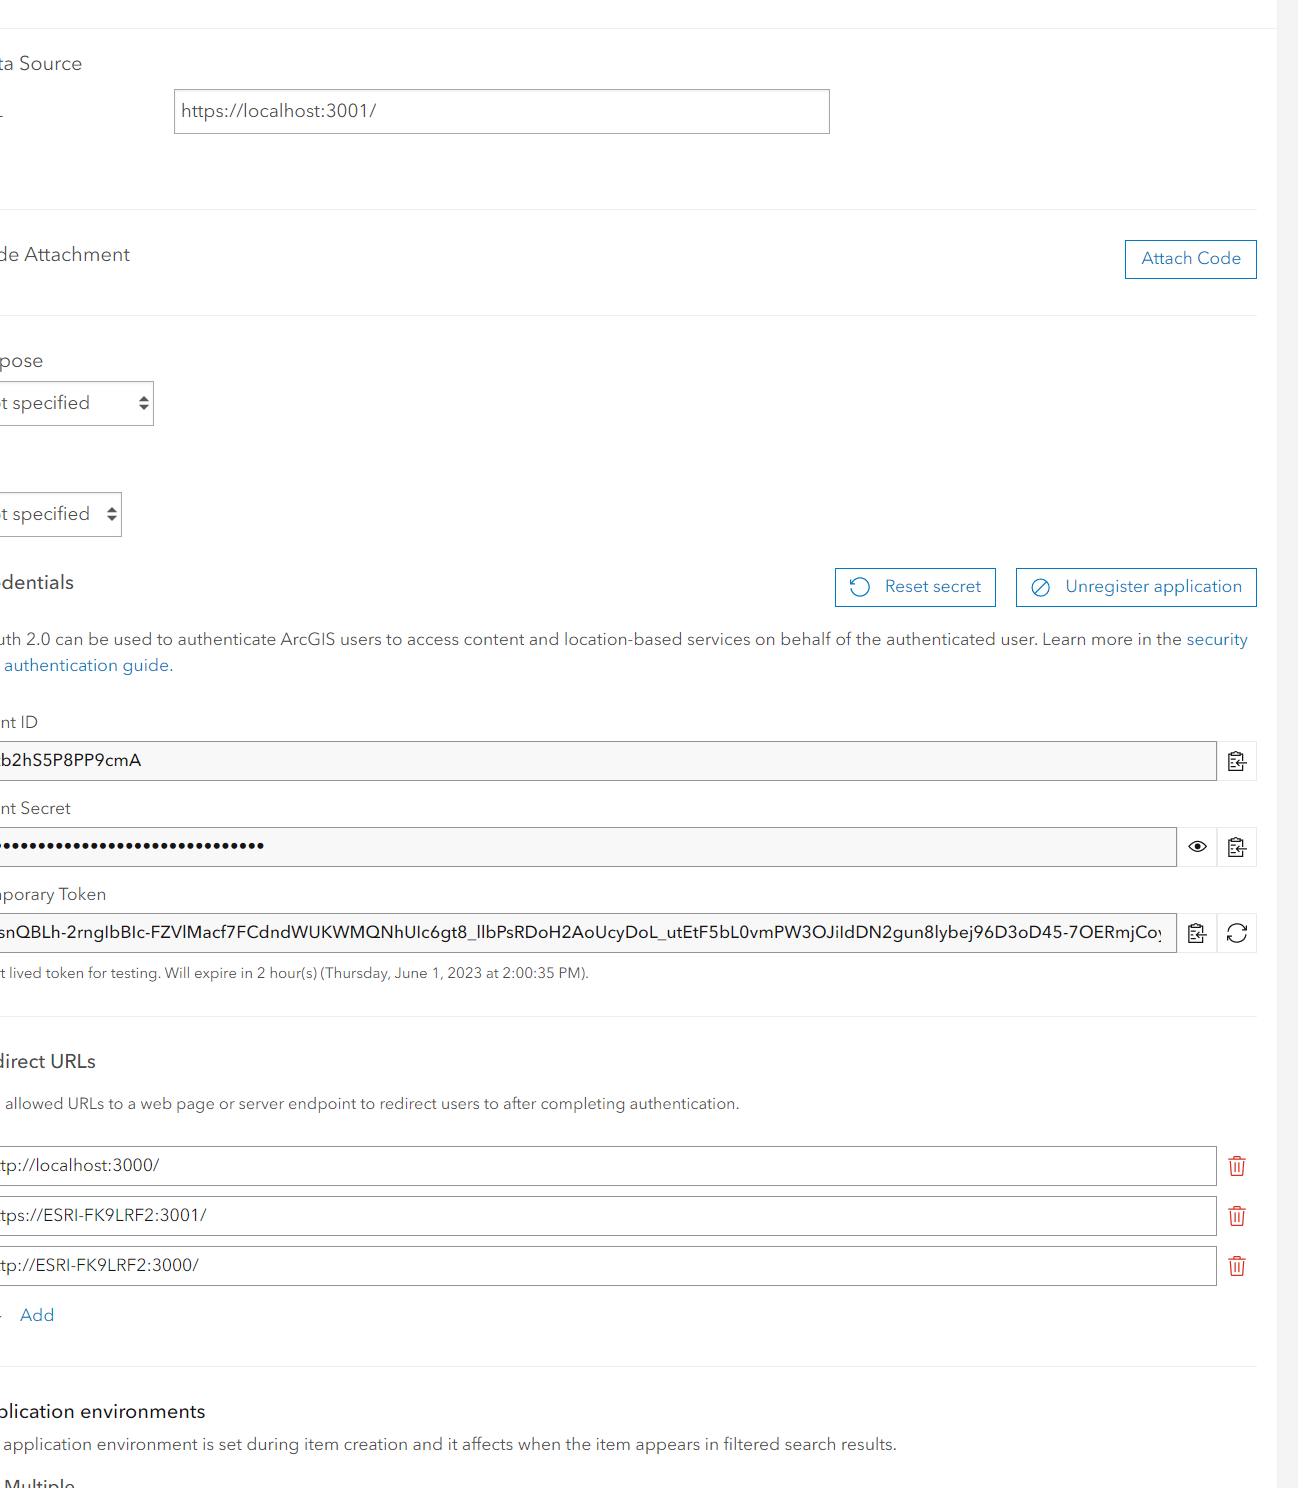 ta Source
https://localhost:3001/
de Attachment
Attach Code
pose
t specified
t specified
dentials
Reset secret
Unregister application
uth 2.0 can be used to authenticate ArcGIS users to access content and location-based services on behalf of the authenticated user. Learn more in the security
authentication guide.
nt ID
b2hS5P8PP9cmA
nt Secret
••••••••••••••••••••••••••••••
porary Token
snQBLh-2rngIbBIc-FZVlMacf7FCdndWUKWMQNhUIc6gt8_llbPsRDoH2AoUcyDoL_utEtF5bL0vmPW3OJiIdDN2gun8lybej96D3oD45-7OERmjCoy
t lived token for testing. Will expire in 2 hour(s) (Thursday, June 1, 2023 at 2:00:35 PM).
direct URLs
allowed URLs to a web page or server endpoint to redirect users to after completing authentication.
tp://localhost:3000/
tps://ESRI-FK9LRF2:3001/
tp://ESRI-FK9LRF2:3000/
Add
plication environments
application environment is set during item creation and it affects when the item appears in filtered search results.
Multiple